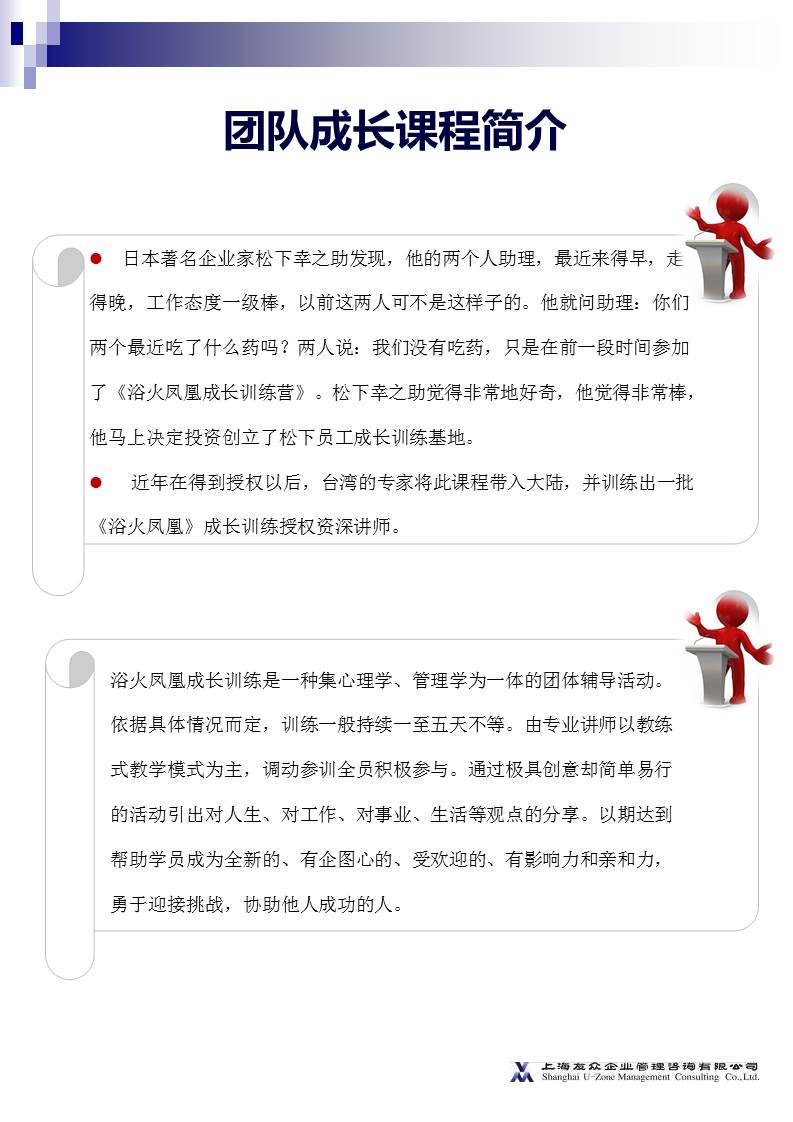 团队成长课程简介
● 日本著名企业家松下幸之助发现，他的两个人助理，最近来得早，走
得晚，工作态度一级棒，以前这两人可不是这样子的。他就问助理：你们
两个最近吃了什么药吗？两人说：我们没有吃药，只是在前一段时间参加
了《浴火凤凰成长训练营》。松下幸之助觉得非常地好奇，他觉得非常棒，
他马上决定投资创立了松下员工成长训练基地。
● 近年在得到授权以后，台湾的专家将此课程带入大陆，并训练出一批
《浴火凤凰》成长训练授权资深讲师。
浴火凤凰成长训练是一种集心理学、管理学为一体的团体辅导活动。
依据具体情况而定，训练一般持续一至五天不等。由专业讲师以教练
式教学模式为主，调动参训全员积极参与。通过极具创意却简单易行
的活动引出对人生、对工作、对事业、生活等观点的分享。以期达到
帮助学员成为全新的、有企图心的、受欢迎的、有影响力和亲和力，
勇于迎接挑战，协助他人成功的人。
上海友众企业管理咨询有限公司
Shanghai U-Zone Management Consulting Co.,Ltd.